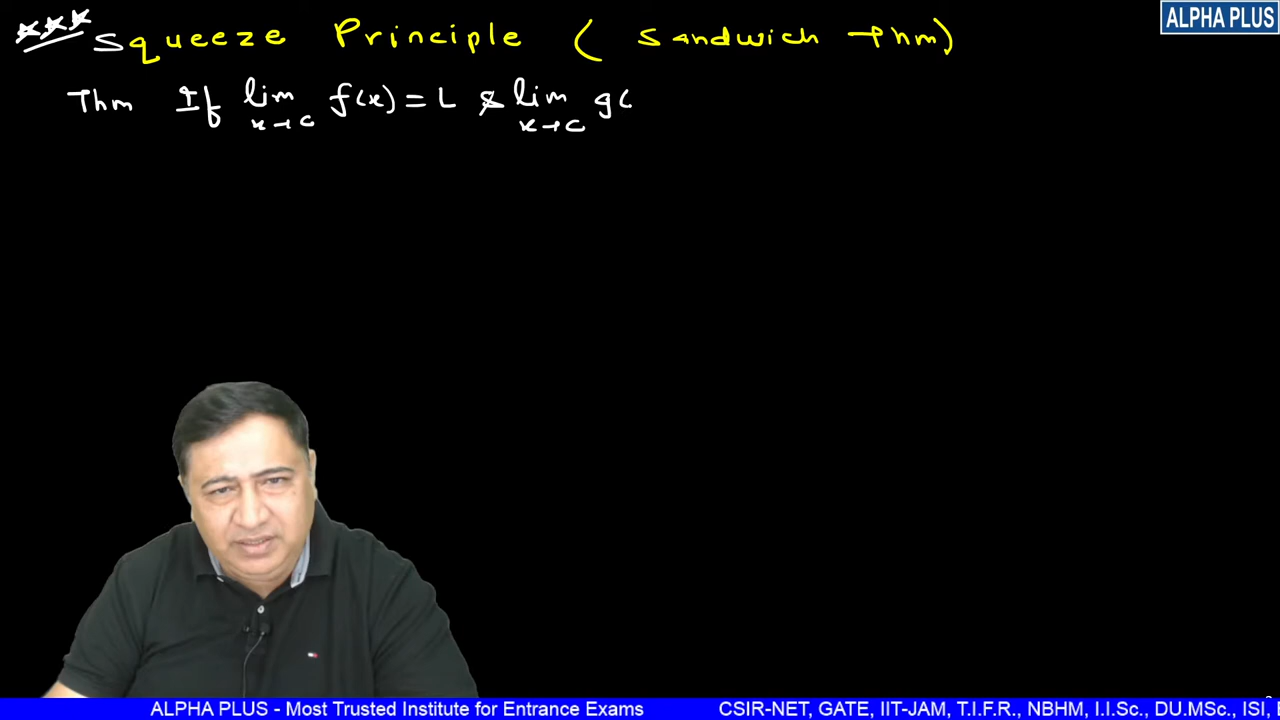 *** Squeeze Principle ( Sandwich Thm)
ALPHA PLUS
Thm If lim f(x) = L & lim g(
x→c x→c
ALPHA PLUS - Most Trusted Institute for Entrance Exams CSIR-NET, GATE, IIT-JAM, T.I.F.R., NBHM, I.I.Sc., DU.MSc., ISI,